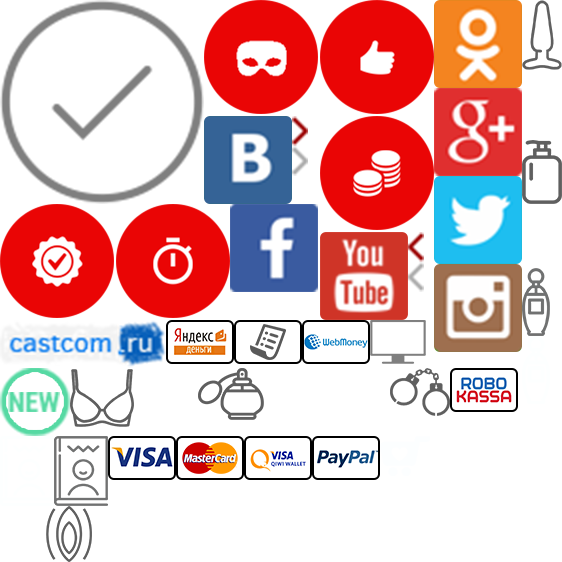 B
g+
f
You
Tube
castcom.ru
Яндекс
деньги
WebMoney
NEW
ROBO
KASSA
VISA
MasterCard
VISA
QIWI WALLET
PayPal